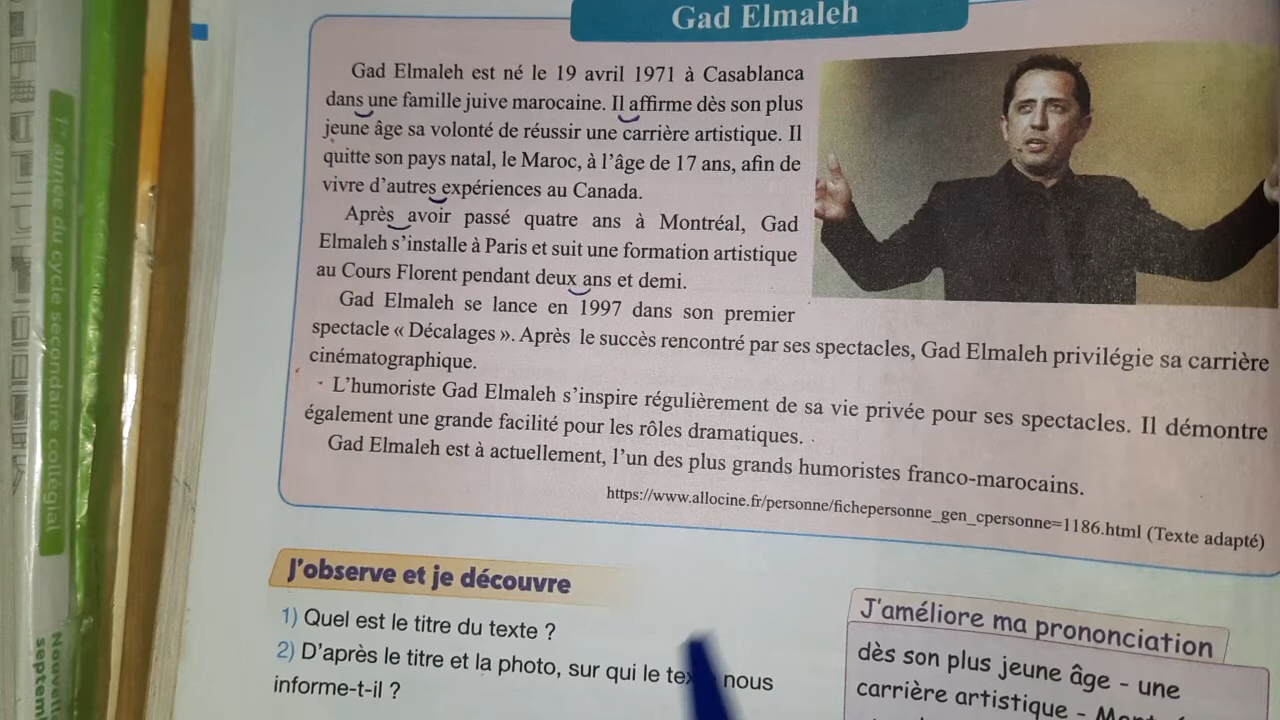 Gad Elmaleh
Gad Elmaleh est né le 19 avril 1971 à Casablanca
dans une famille juive marocaine. Il affirme dès son plus
jeune âge sa volonté de réussir une carrière artistique. Il
quitte son pays natal, le Maroc, à l'âge de 17 ans, afin de
vivre d'autres expériences au Canada.
Après avoir passé quatre ans à Montréal, Gad
Elmaleh s'installe à Paris et suit une formation artistique
au Cours Florent pendant deux ans et demi.
Gad Elmaleh se lance en 1997 dans son premier
spectacle « Décalages ». Après le succès rencontré par ses spectacles, Gad Elmaleh privilégie sa carrière
cinématographique.
L'humoriste Gad Elmaleh s'inspire régulièrement de sa vie privée pour ses spectacles. Il démontre
également une grande facilité pour les rôles dramatiques.
Gad Elmaleh est à actuellement, l'un des plus grands humoristes franco-marocains.
https://www.allocine.fr/personne/fichepersonne_gen_cpersonne=1186.html (Texte adapté)
J'observe et je découvre
1) Quel est le titre du texte ?
2) D'après le titre et la photo, sur qui le nous
informe-t-il ?
J'améliore ma prononciation
dès son plus jeune âge - une
carrière artistique -
année du cycle secondaire collégial